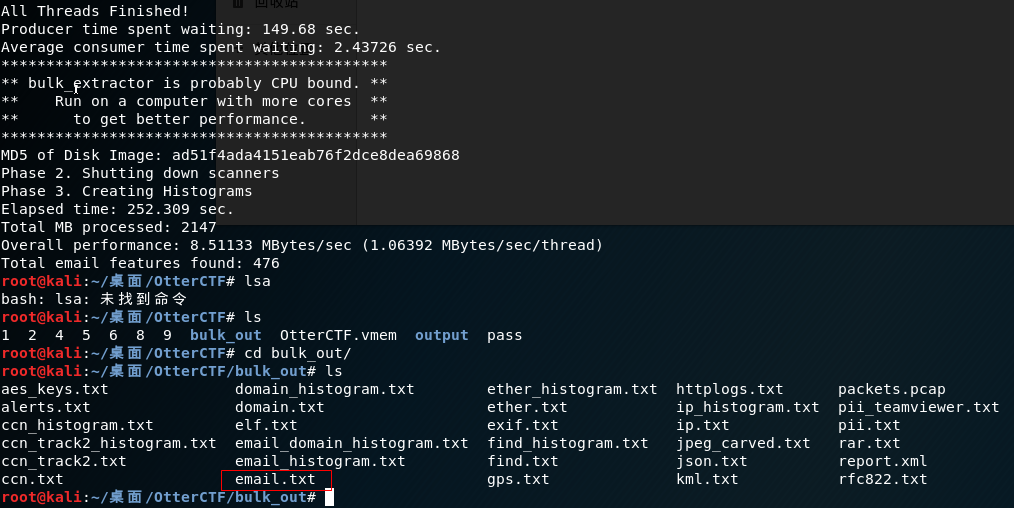 回收站
All Threads Finished!
Producer time spent waiting: 149.68 sec.
Average consumer time spent waiting: 2.43726 sec.
*******************************************
** bulk_extractor is probably CPU bound. **
**    Run on a computer with more cores  **
**      to get better performance.       **
*******************************************
MD5 of Disk Image: ad51f4ada4151eab76f2dce8dea69868
Phase 2. Shutting down scanners
Phase 3. Creating Histograms
Elapsed time: 252.309 sec.
Total MB processed: 2147
Overall performance: 8.51133 MBytes/sec (1.06392 MBytes/sec/thread)
Total email features found: 476
root@kali:~/桌面/OtterCTF# lsa
bash: lsa: 未找到命令
root@kali:~/桌面/OtterCTF# ls
1  2  4  5  6  8  9  bulk_out  OtterCTF.vmem  output  pass
root@kali:~/桌面/OtterCTF# cd bulk_out/
root@kali:~/桌面/OtterCTF/bulk_out# ls
aes_keys.txt              domain_histogram.txt        ether_histogram.txt  httplogs.txt      packets.pcap
alerts.txt                domain.txt                  ether.txt            ip_histogram.txt  pii_teamviewer.txt
ccn_histogram.txt         elf.txt                     exif.txt             ip.txt            pii.txt
ccn_track2_histogram.txt  email_domain_histogram.txt  find_histogram.txt   jpeg_carved.txt   rar.txt
ccn_track2.txt            email_histogram.txt         find.txt             json.txt          report.xml
ccn.txt                   email.txt                   gps.txt              kml.txt           rfc822.txt
root@kali:~/桌面/OtterCTF/bulk_out#